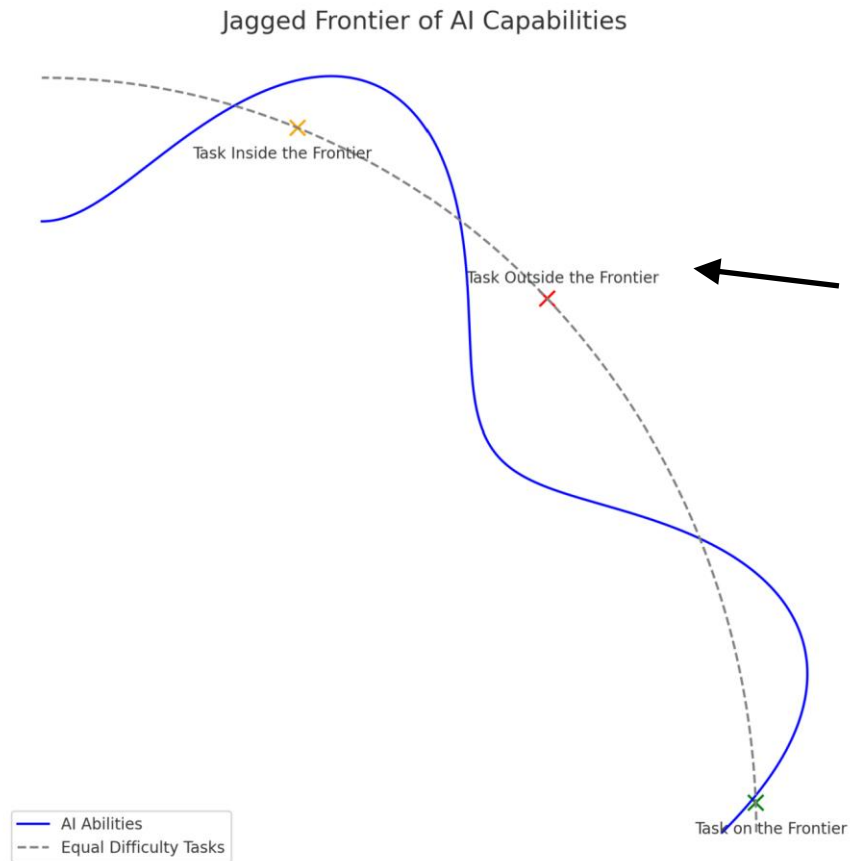 Jagged Frontier of AI Capabilities
Task Inside the Frontier
Task Outside the Frontier
Task on the Frontier
AI Abilities
Equal Difficulty Tasks